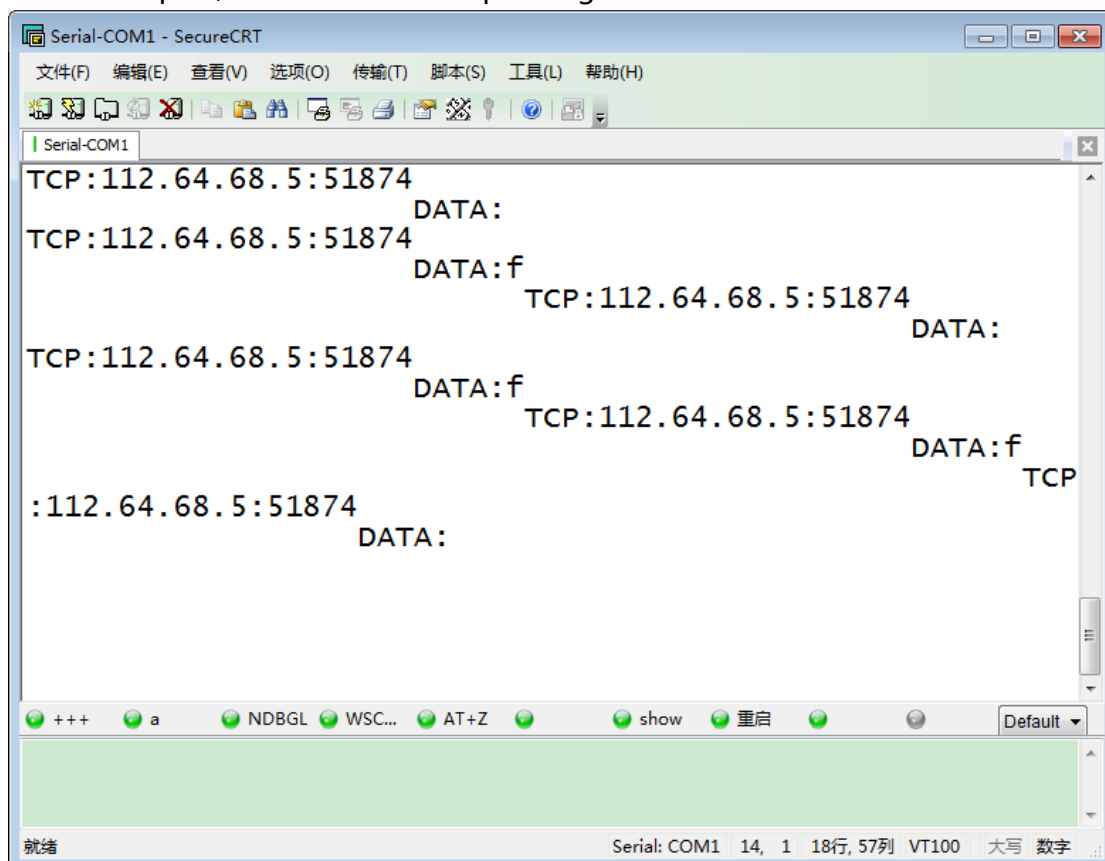 Serial-COM1 - SecureCRT
文件(F) 编辑(E) 查看(V) 选项(O) 传输(T) 脚本(S) 工具(L) 帮助(H)
Serial-COM1
TCP:112.64.68.5:51874
DATA:
TCP:112.64.68.5:51874
DATA:f
TCP:112.64.68.5:51874
DATA:
TCP:112.64.68.5:51874
DATA:f
TCP:112.64.68.5:51874
DATA:f
TCP
:112.64.68.5:51874
DATA:
+++ a NDBGL WSC... AT+Z show 重启 Default
就绪 Serial: COM1 14, 1 18行, 57列 VT100 大写 数字